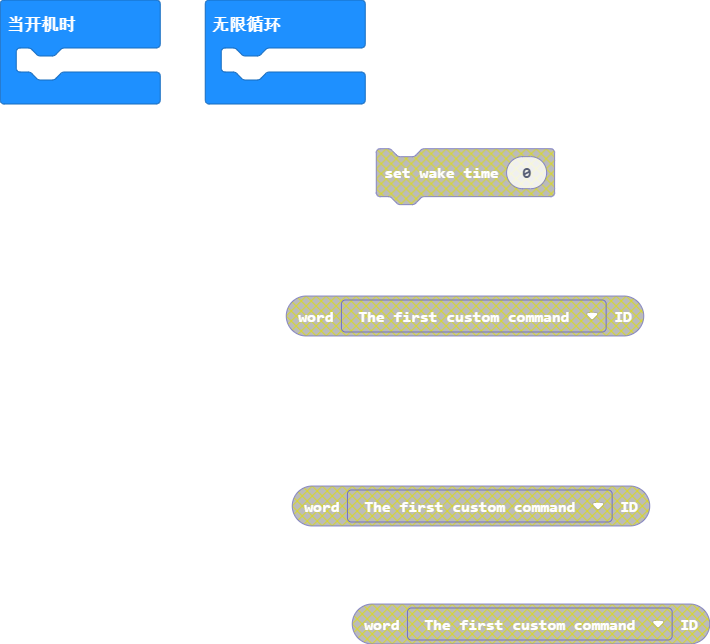 当开机时
无限循环
set wake time 0
word The first custom command ID
word The first custom command ID
word The first custom command ID